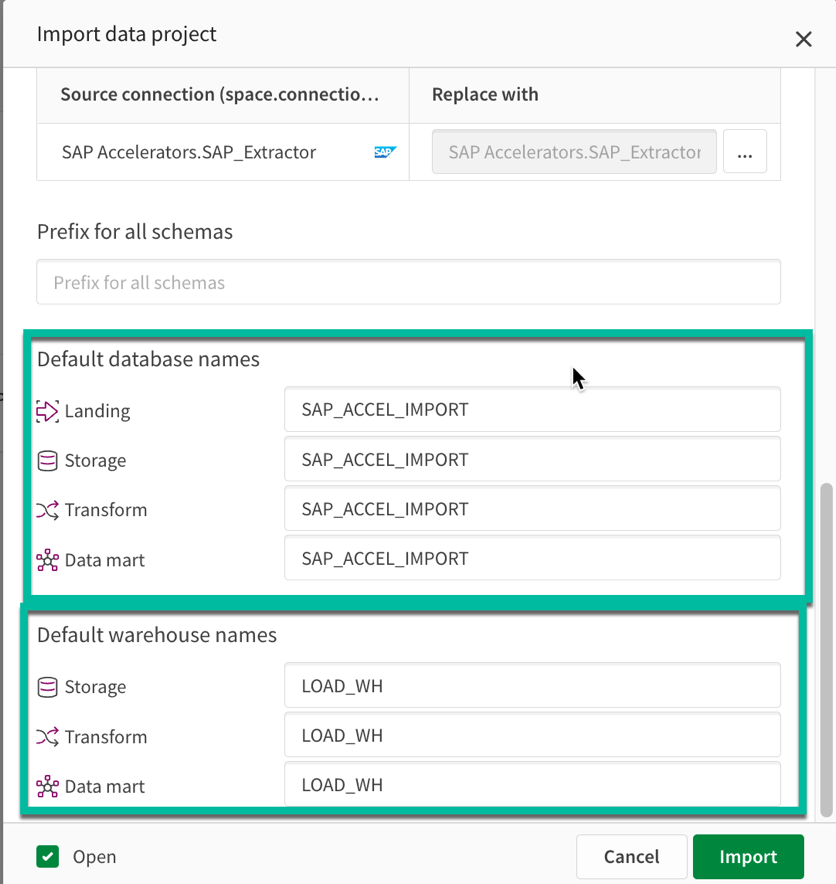 Import data project
Source connection (space.connectio... Replace with
SAP Accelerators.SAP_Extractor SAP SAP Accelerators.SAP_Extractor ...
Prefix for all schemas
Prefix for all schemas
Default database names
Landing SAP_ACCEL_IMPORT
Storage SAP_ACCEL_IMPORT
Transform SAP_ACCEL_IMPORT
Data mart SAP_ACCEL_IMPORT
Default warehouse names
Storage LOAD_WH
Transform LOAD_WH
Data mart LOAD_WH
Open Cancel Import